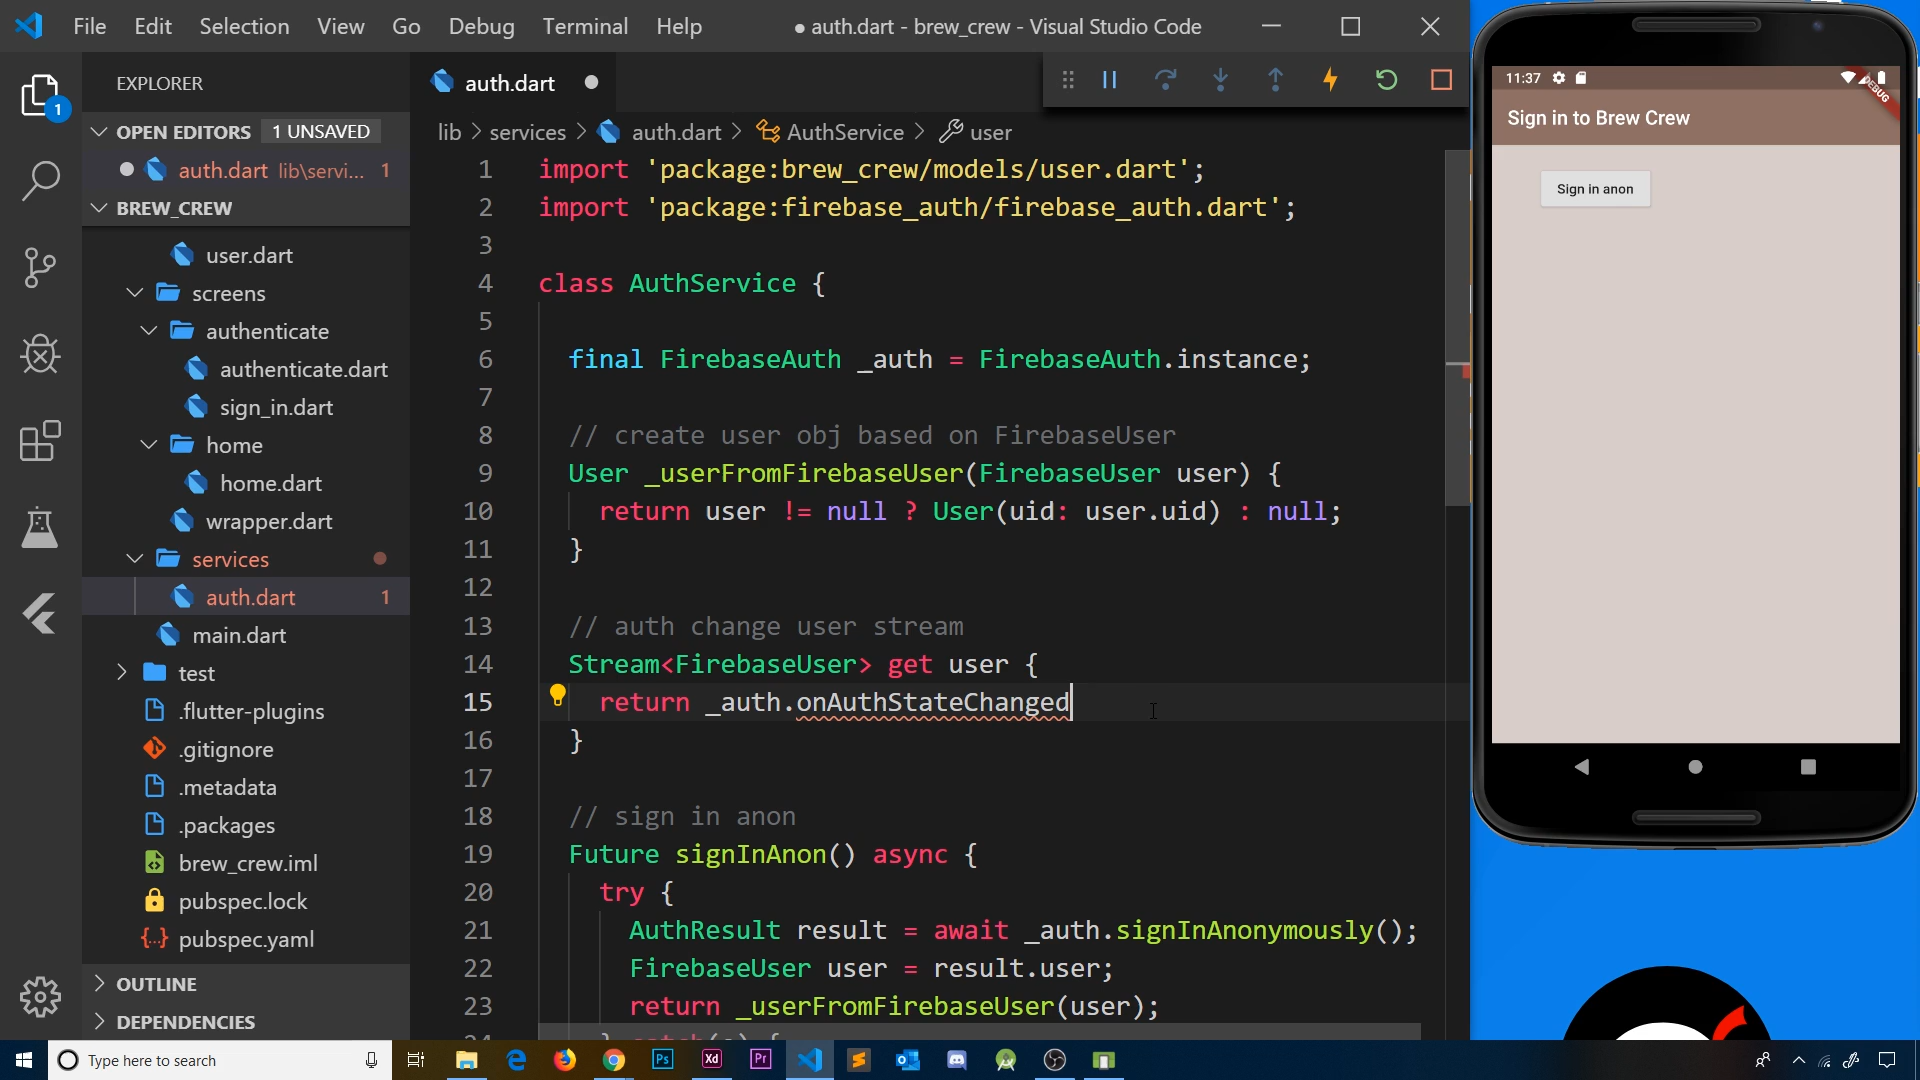 File Edit Selection View Go Debug Terminal Help
● auth.dart - brew_crew - Visual Studio Code
EXPLORER
OPEN EDITORS 1 UNSAVED
auth.dart lib\servi... 1
BREW_CREW
user.dart
screens
authenticate
authenticate.dart
sign_in.dart
home
home.dart
wrapper.dart
services
auth.dart 1
main.dart
test
.flutter-plugins
.gitignore
.metadata
.packages
brew_crew.iml
pubspec.lock
pubspec.yaml
OUTLINE
DEPENDENCIES
1
auth.dart
lib > services > auth.dart > AuthService > user
1 import 'package:brew_crew/models/user.dart';
2 import 'package:firebase_auth/firebase_auth.dart';
3
4 class AuthService {
5
6 final FirebaseAuth _auth = FirebaseAuth.instance;
7
8 // create user obj based on FirebaseUser
9 User _userFromFirebaseUser(FirebaseUser user) {
10 return user != null ? User(uid: user.uid) : null;
11 }
12
13 // auth change user stream
14 Stream<FirebaseUser> get user {
15 return _auth.onAuthStateChanged
16 }
17
18 // sign in anon
19 Future signInAnon() async {
20 try {
21 AuthResult result = await _auth.signInAnonymously();
22 FirebaseUser user = result.user;
23 return _userFromFirebaseUser(user);
24 } catch(e) {
11:37
DEBUG
Sign in to Brew Crew
Sign in anon
Type here to search
Ps
Xd
Pr